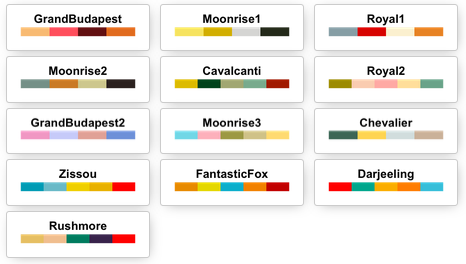 GrandBudapest
Moonrise1
Royal1
Moonrise2
Cavalcanti
Royal2
GrandBudapest2
Moonrise3
Chevalier
Zissou
FantasticFox
Darjeeling
Rushmore